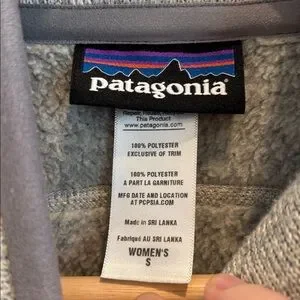 patagonia
This Product
www.patagonia.com
100% POLYESTER
EXCLUSIVE OF TRIM
100% POLYESTER
A PART LA GARNITURE
MFG DATE AND LOCATION
AT PCPSIA.COM
Made in SRI LANKA
Fabriqué AU SRI LANKA
WOMEN'S
S